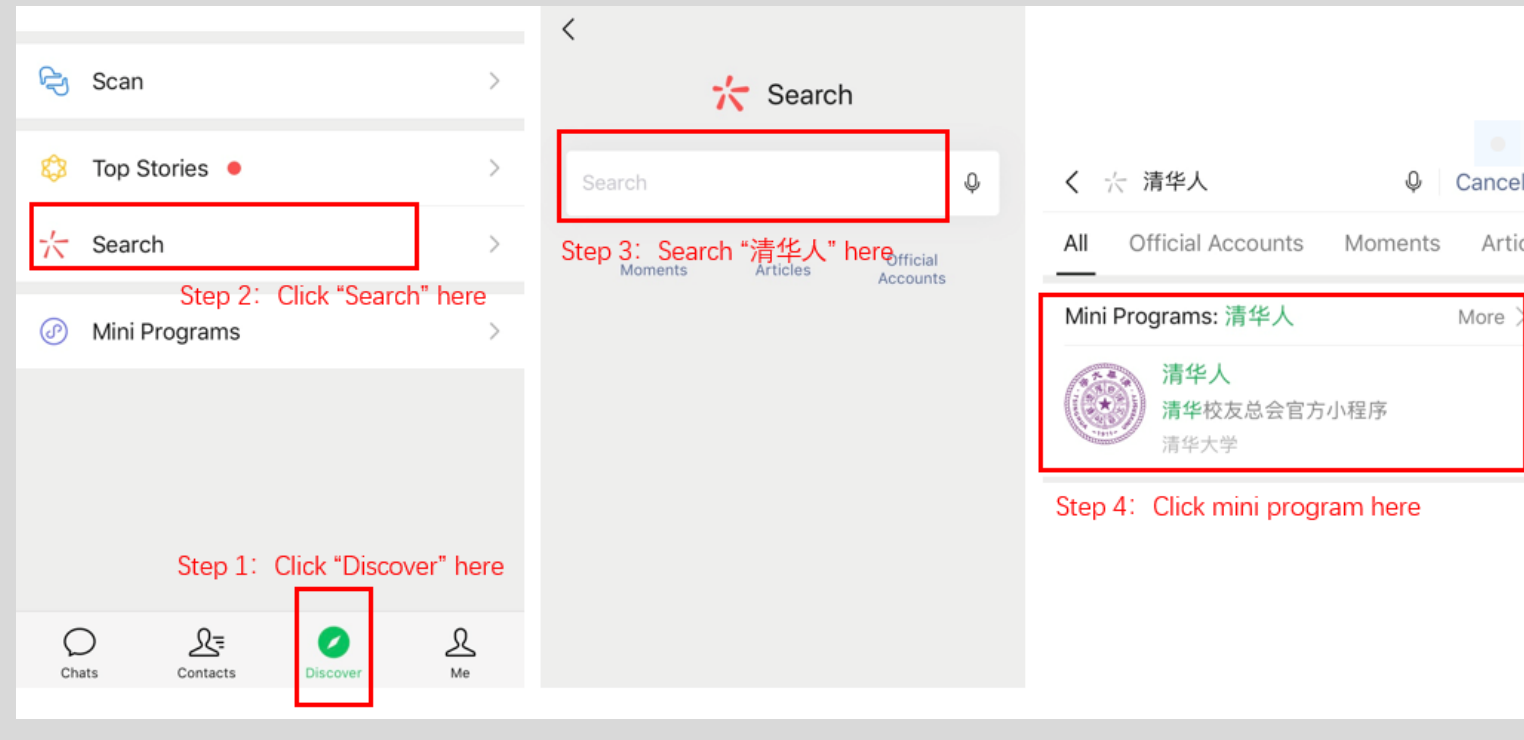 Scan
Top Stories
Search
Step 2：Click “Search” here
Mini Programs
Step 1：Click “Discover” here
Chats
Contacts
Discover
Me
Search
Search
Step 3：Search “清华人” here
Moments
Articles
Official
Accounts
清华人
Cancel
All
Official Accounts
Moments
Artic
Mini Programs: 清华人
More
清华人
清华校友总会官方小程序
清华大学
Step 4：Click mini program here